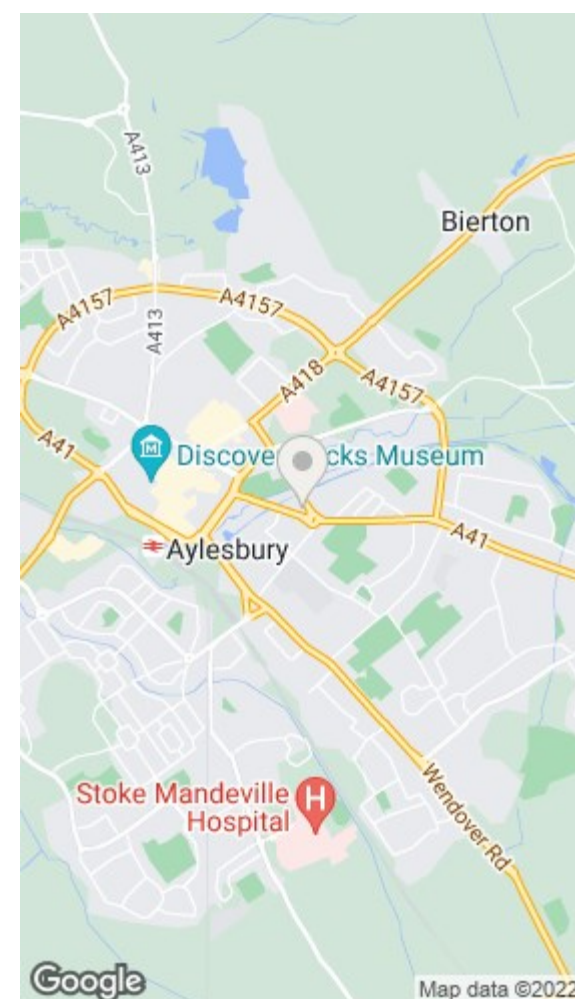 A413
Bierton
A4157
A4157
A413
A418
A4157
A41
M
Discove cks Museum
A41
Aylesbury
Stoke Mandeville
Hospital
H
Wendover Rd
Google
Map data ©2022